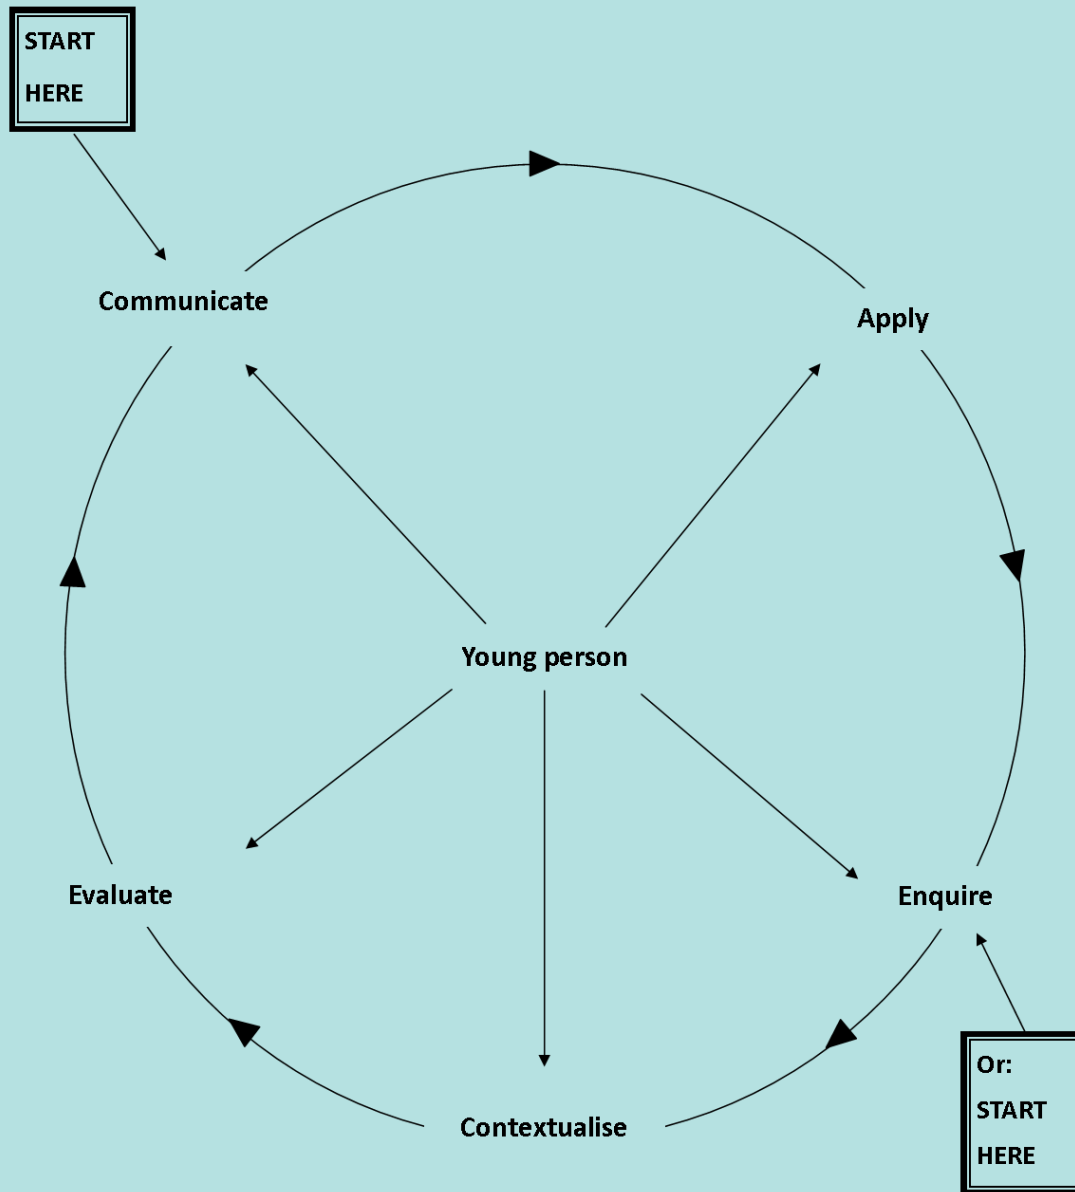 START
HERE
Communicate
Apply
Young person
Evaluate
Enquire
Contextualise
Or:
START
HERE